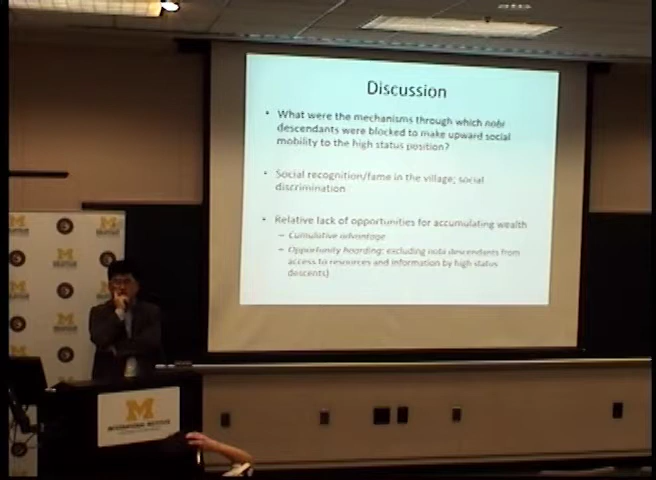 Discussion
• What were the mechanisms through which nobi
descendants were blocked to make upward social
mobility to the high status position?
• Social recognition/fame in the village; social
discrimination
• Relative lack of opportunities for accumulating wealth
– Cumulative advantage
– Opportunity hoarding: excluding nobi descendants from
access to resources and information by high status
descents)
M
INTERNATIONAL INSTITUTE